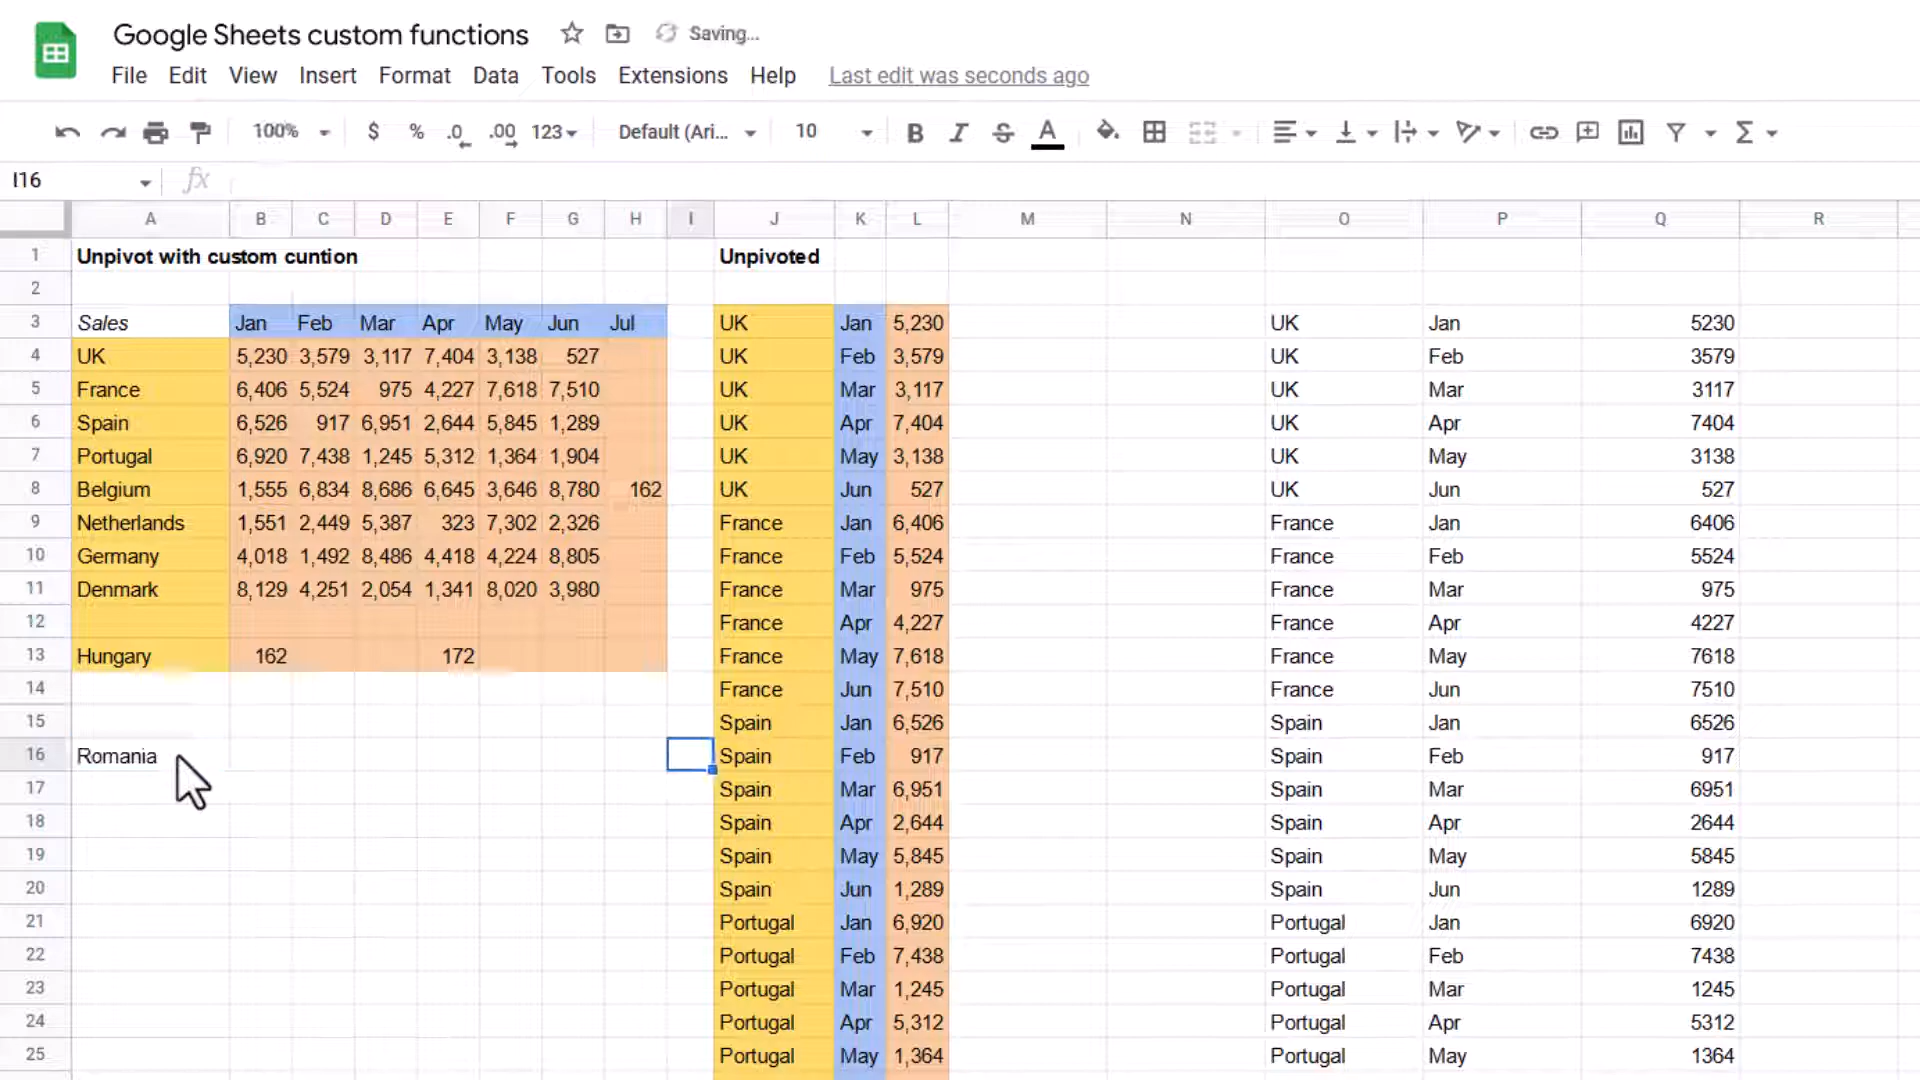 Google Sheets custom functions Saving...
File Edit View Insert Format Data Tools Extensions Help Last edit was seconds ago
100% $ % .0 .00 123 Default (Ari... 10 B I S A Σ
I16 fx
A B C D E F G H I J K L M N O P Q R
1 Unpivot with custom cuntion Unpivoted
2
3 Sales Jan Feb Mar Apr May Jun Jul UK Jan 5,230 UK Jan 5230
4 UK 5,230 3,579 3,117 7,404 3,138 527 UK Feb 3,579 UK Feb 3579
5 France 6,406 5,524 975 4,227 7,618 7,510 UK Mar 3,117 UK Mar 3117
6 Spain 6,526 917 6,951 2,644 5,845 1,289 UK Apr 7,404 UK Apr 7404
7 Portugal 6,920 7,438 1,245 5,312 1,364 1,904 UK May 3,138 UK May 3138
8 Belgium 1,555 6,834 8,686 6,645 3,646 8,780 162 UK Jun 527 UK Jun 527
9 Netherlands 1,551 2,449 5,387 323 7,302 2,326 France Jan 6,406 France Jan 6406
10 Germany 4,018 1,492 8,486 4,418 4,224 8,805 France Feb 5,524 France Feb 5524
11 Denmark 8,129 4,251 2,054 1,341 8,020 3,980 France Mar 975 France Mar 975
12 France Apr 4,227 France Apr 4227
13 Hungary 162 172 France May 7,618 France May 7618
14 France Jun 7,510 France Jun 7510
15 Spain Jan 6,526 Spain Jan 6526
16 Romania Spain Feb 917 Spain Feb 917
17 Spain Mar 6,951 Spain Mar 6951
18 Spain Apr 2,644 Spain Apr 2644
19 Spain May 5,845 Spain May 5845
20 Spain Jun 1,289 Spain Jun 1289
21 Portugal Jan 6,920 Portugal Jan 6920
22 Portugal Feb 7,438 Portugal Feb 7438
23 Portugal Mar 1,245 Portugal Mar 1245
24 Portugal Apr 5,312 Portugal Apr 5312
25 Portugal May 1,364 Portugal May 1364